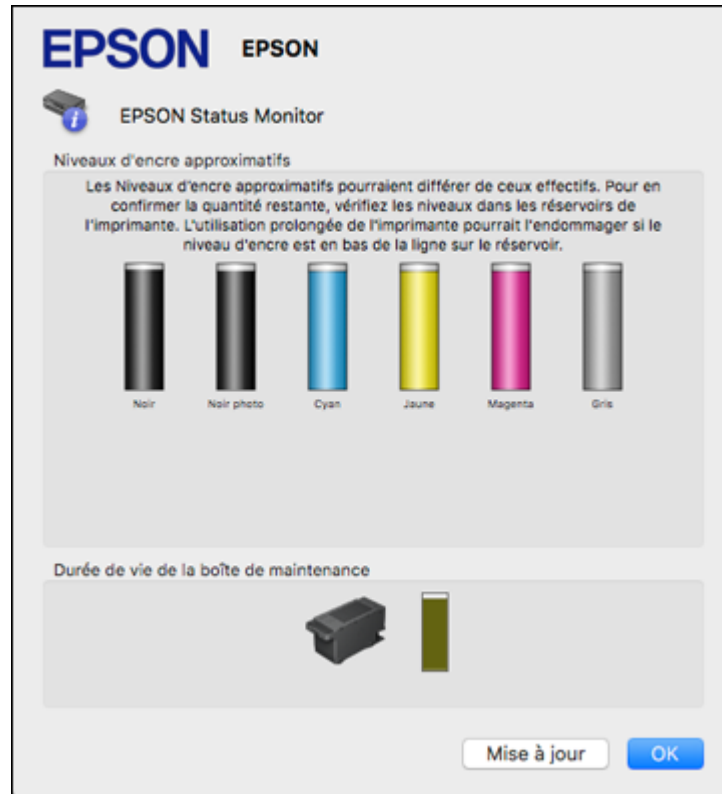 EPSON EPSON
EPSON Status Monitor
Niveaux d'encre approximatifs
Les Niveaux d'encre approximatifs pourraient différer de ceux effectifs. Pour en
confirmer la quantité restante, vérifiez les niveaux dans les réservoirs de
l'imprimante. L'utilisation prolongée de l'imprimante pourrait l'endommager si le
niveau d'encre est en bas de la ligne sur le réservoir.
Noir Noir photo Cyan Jaune Magenta Gris
Durée de vie de la boîte de maintenance
Mise à jour OK